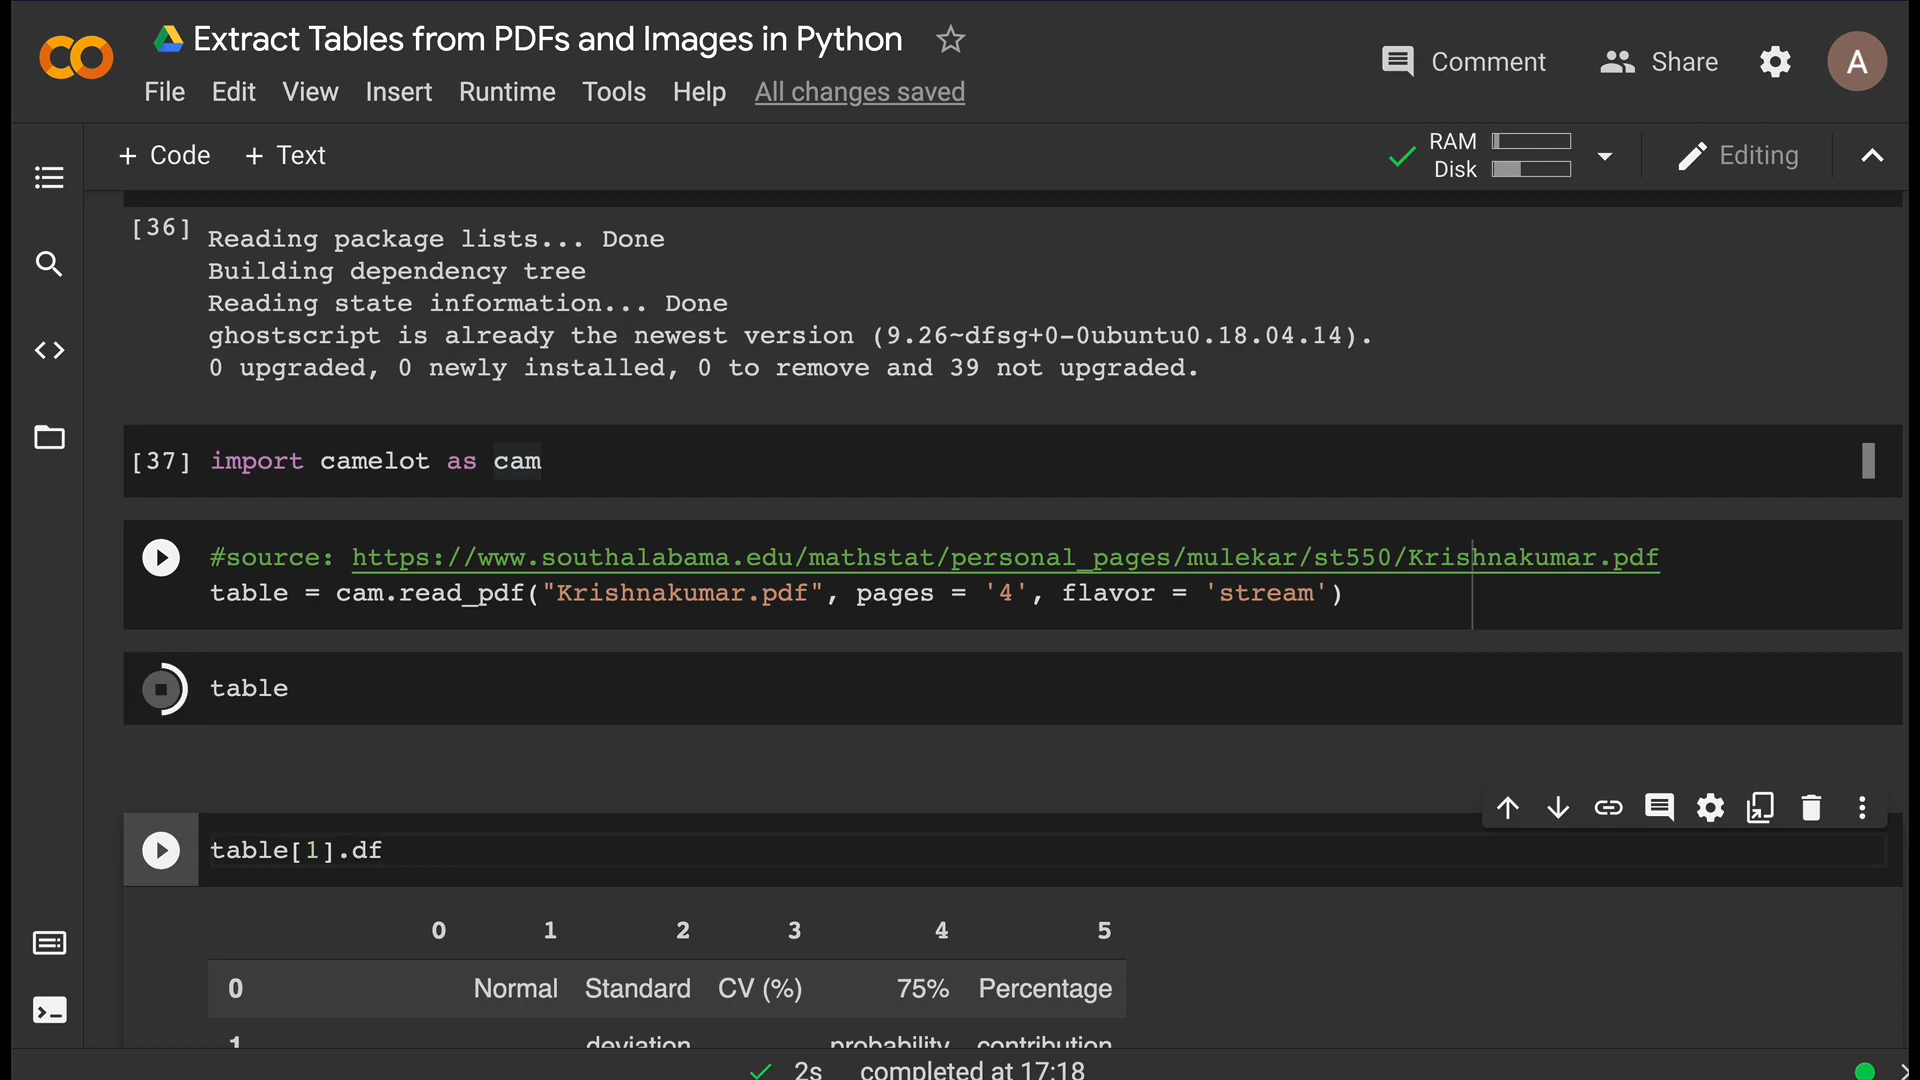 Extract Tables from PDFs and Images in Python
File Edit View Insert Runtime Tools Help All changes saved
Comment Share A
+ Code + Text
RAM
Disk
Editing
[36]
Reading package lists... Done
Building dependency tree
Reading state information... Done
ghostscript is already the newest version (9.26~dfsg+0-0ubuntu0.18.04.14).
0 upgraded, 0 newly installed, 0 to remove and 39 not upgraded.
[37] import camelot as cam
#source: https://www.southalabama.edu/mathstat/personal_pages/mulekar/st550/Krishnakumar.pdf
table = cam.read_pdf("Krishnakumar.pdf", pages = '4', flavor = 'stream')
table
table[1].df
0 1 2 3 4 5
0 Normal Standard CV (%) 75% Percentage
1 deviation probability contribution
2s completed at 17:18